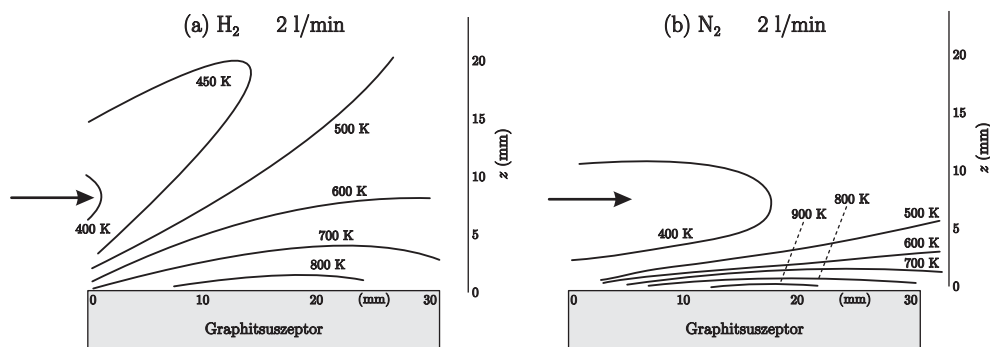 (a) H₂ 2 l/min
20
450 K
15
500 K
z (mm)
10
600 K
400 K
700 K
5
800 K
0
0 10 20 (mm) 30
Graphitsuszeptor
(b) N₂ 2 l/min
20
15
z (mm)
10
800 K
900 K
500 K
400 K
5
600 K
700 K
0
0 10 20 (mm) 30
Graphitsuszeptor